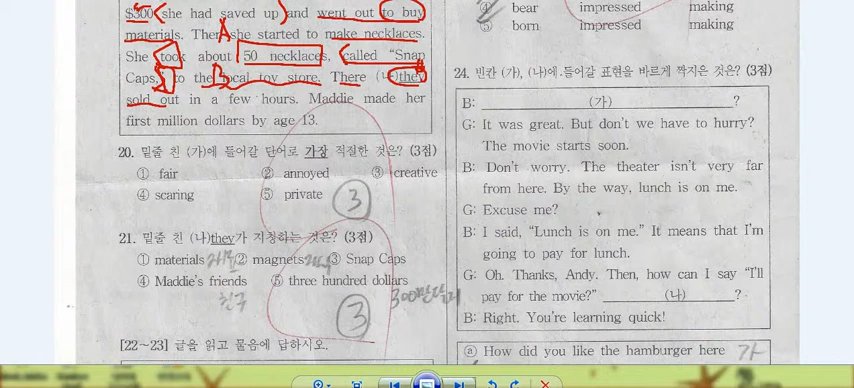 $300 she had saved up and went out to buy
materials. Then she started to make necklaces.
She took about 50 necklaces, called “Snap
Caps,” to the local toy store. There (나)they
sold out in a few hours. Maddie made her
first million dollars by age 13.
20. 밑줄 친 (가)에 들어갈 단어로 가장 적절한 것은? (3점)
① fair ② annoyed ③ creative
④ scaring ⑤ private
③
21. 밑줄 친 (나)they가 지칭하는 것은? (3점)
① materials ② magnets ③ Snap Caps
④ Maddie's friends ⑤ three hundred dollars
친구
③
[22~23] 글을 읽고 물음에 답하시오.
④ bear impressed making
⑤ born impressed making
24. 빈칸 (가), (나)에 들어갈 표현을 바르게 짝지은 것은? (3점)
B: (가) ?
G: It was great. But don't we have to hurry?
The movie starts soon.
B: Don't worry. The theater isn't very far
from here. By the way, lunch is on me.
G: Excuse me?
B: I said, “Lunch is on me.” It means that I'm
going to pay for lunch.
G: Oh. Thanks, Andy. Then, how can I say “I'll
pay for the movie?” (나) ?
B: Right. You're learning quick!
ⓐ How did you like the hamburger here 가